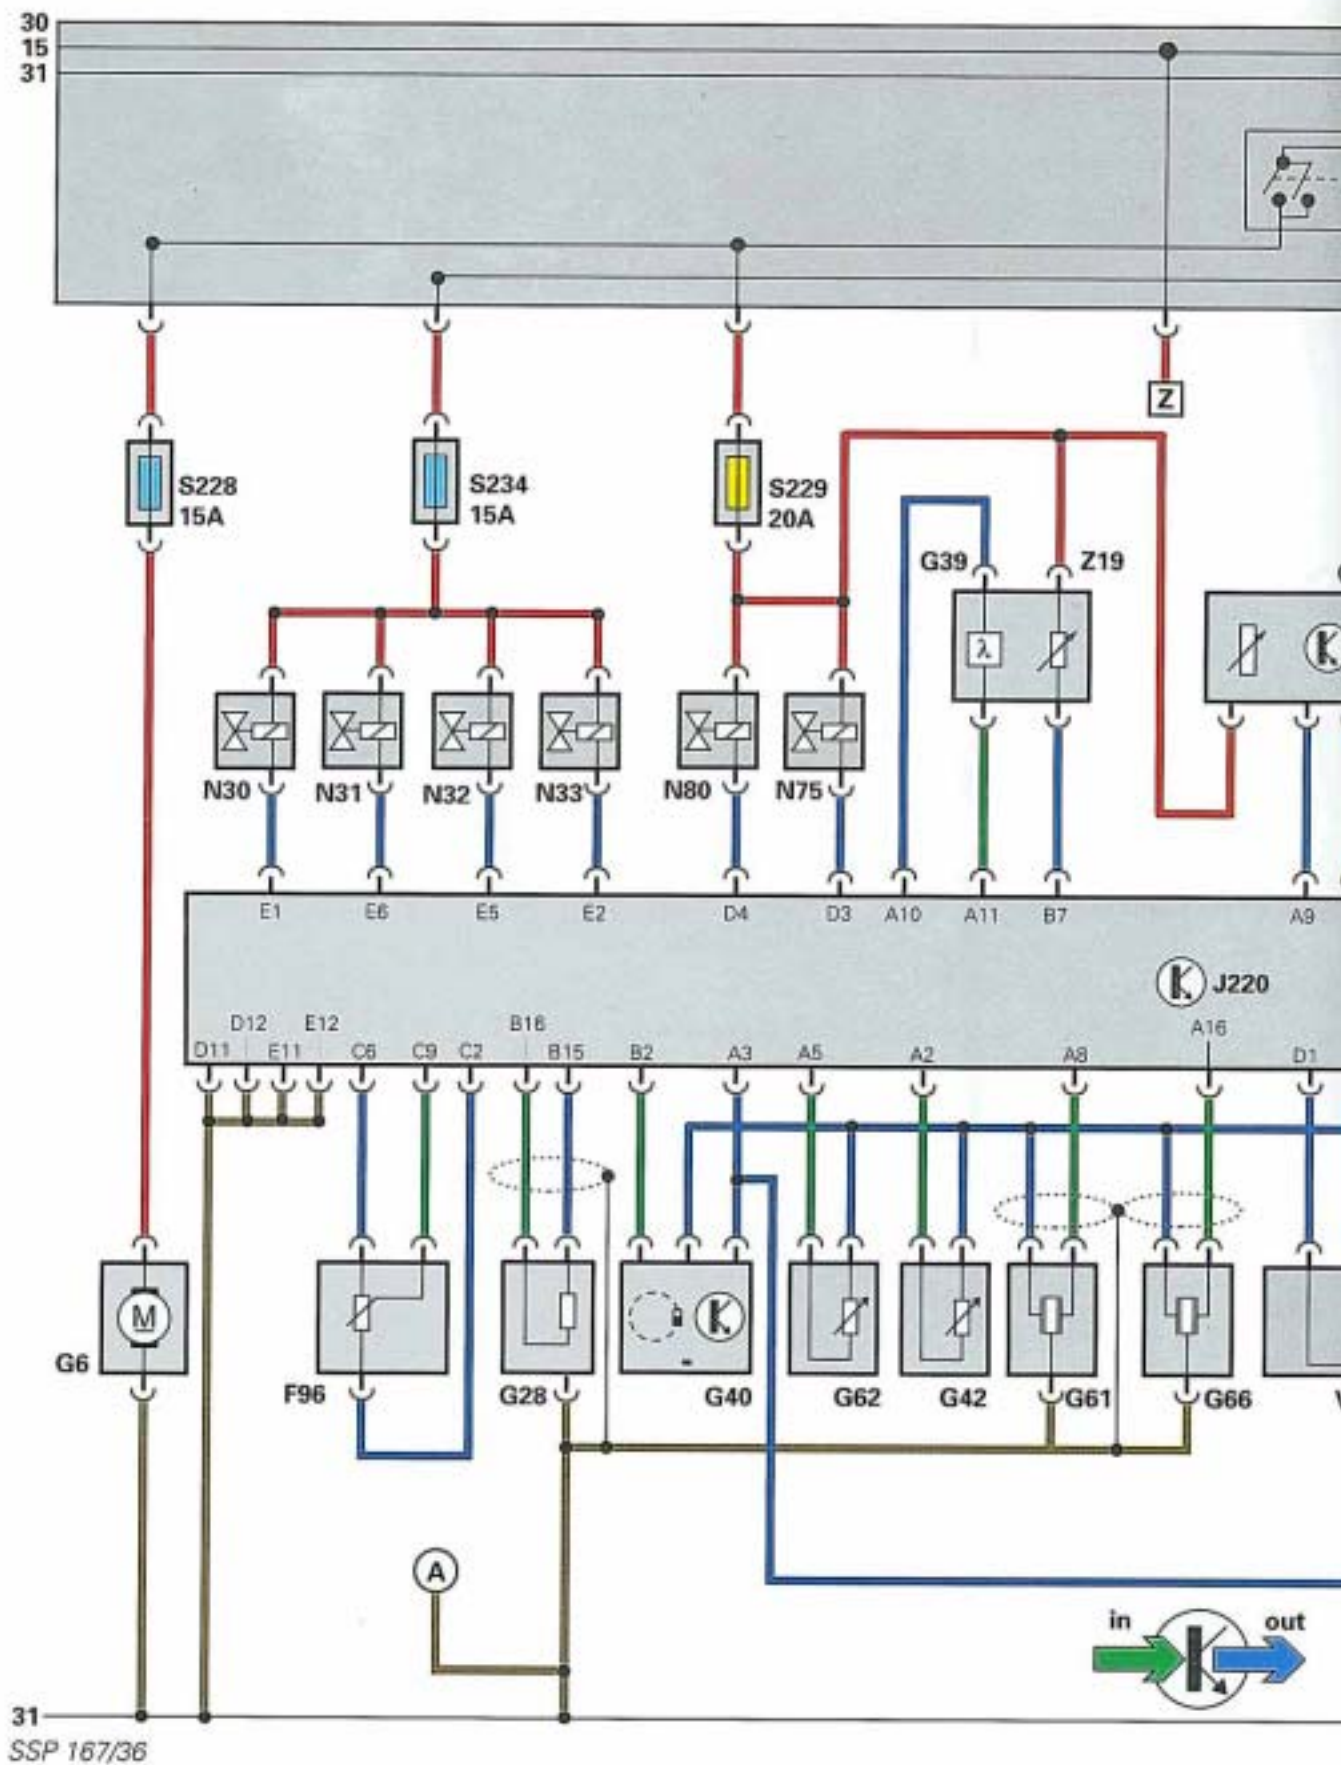 30
15
31
Z
S228
15A
S234
15A
S229
20A
G39
Z19
λ
N30
N31
N32
N33
N80
N75
E1
E6
E5
E2
D4
D3
A10
A11
B7
A9
J220
D12
E12
B16
A16
D11
E11
C6
C9
C2
B15
B2
A3
A5
A2
A8
D1
M
G6
F96
G28
G40
G62
G42
G61
G66
A
in
out
31
SSP 167/36